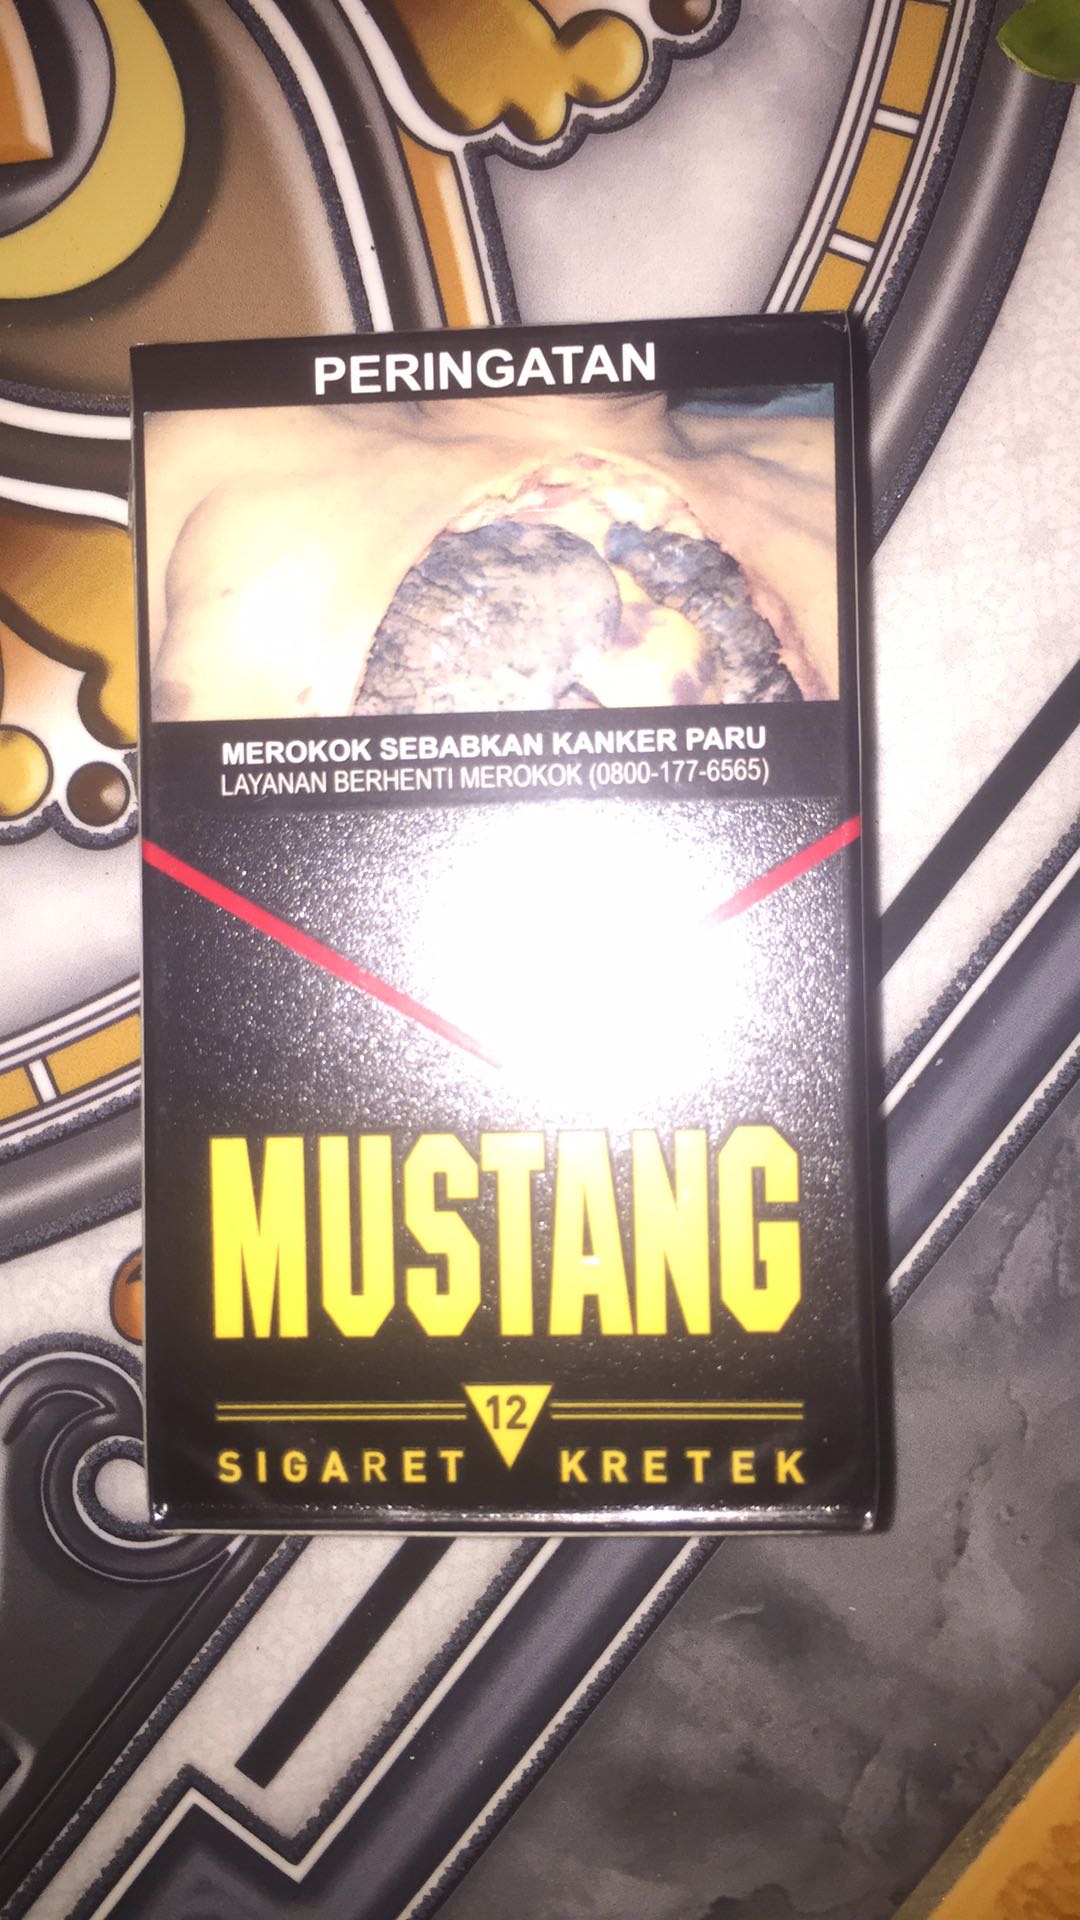 PERINGATAN
MEROKOK SEBABKAN KANKER PARU
LAYANAN BERHENTI MEROKOK (0800-177-6565)
MUSTANG
12
SIGARET KRETEK